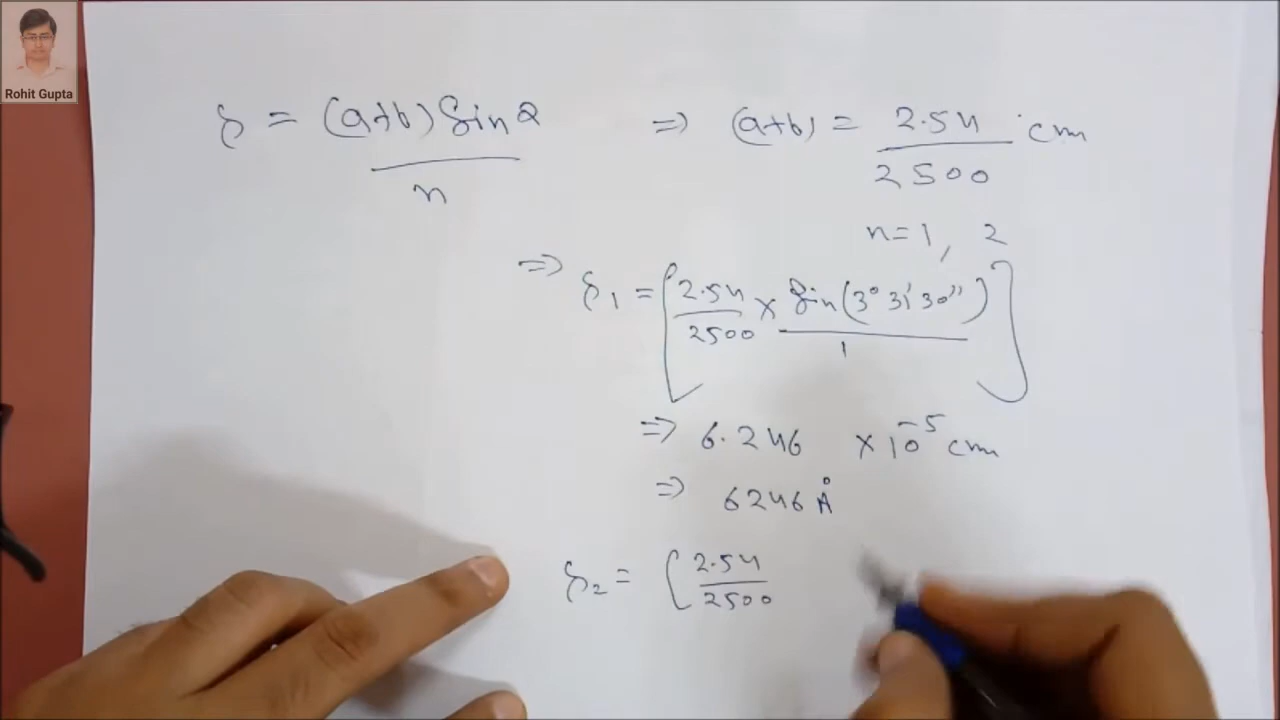 Rohit Gupta
λ = (a+b) Sin θ / n ⇒ (a+b) = 2.54 / 2500 cm
n = 1, 2
⇒ λ₁ = [2.54 / 2500 × Sin (3° 31' 30'') / 1]
⇒ 6.246 × 10⁻⁵ cm
⇒ 6246 Å
λ₂ = [2.54 / 2500